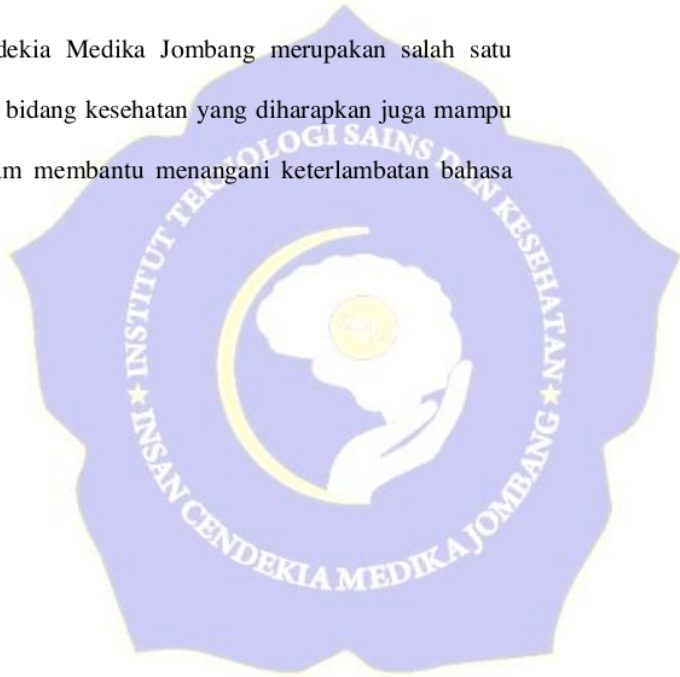 dekia Medika Jombang merupakan salah satu
bidang kesehatan yang diharapkan juga mampu
am membantu menangani keterlambatan bahasa
INSTITUT TEKNOLOGI SAINS DAN KESEHATAN
INSAN CENDEKIA MEDIKA JOMBANG